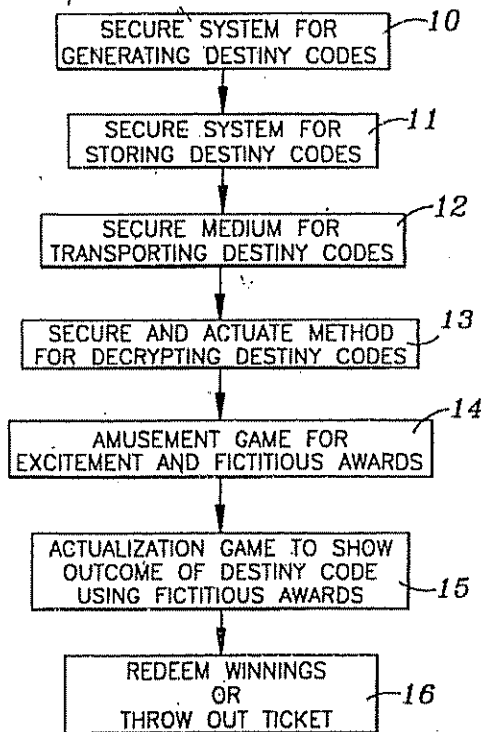 SECURE SYSTEM FOR
GENERATING DESTINY CODES
10
SECURE SYSTEM FOR
STORING DESTINY CODES
11
SECURE MEDIUM FOR
TRANSPORTING DESTINY CODES
12
SECURE AND ACTUATE METHOD
FOR DECRYPTING DESTINY CODES
13
AMUSEMENT GAME FOR
EXCITEMENT AND FICTITIOUS AWARDS
14
ACTUALIZATION GAME TO SHOW
OUTCOME OF DESTINY CODE
USING FICTITIOUS AWARDS
15
REDEEM WINNINGS
OR
THROW OUT TICKET
16